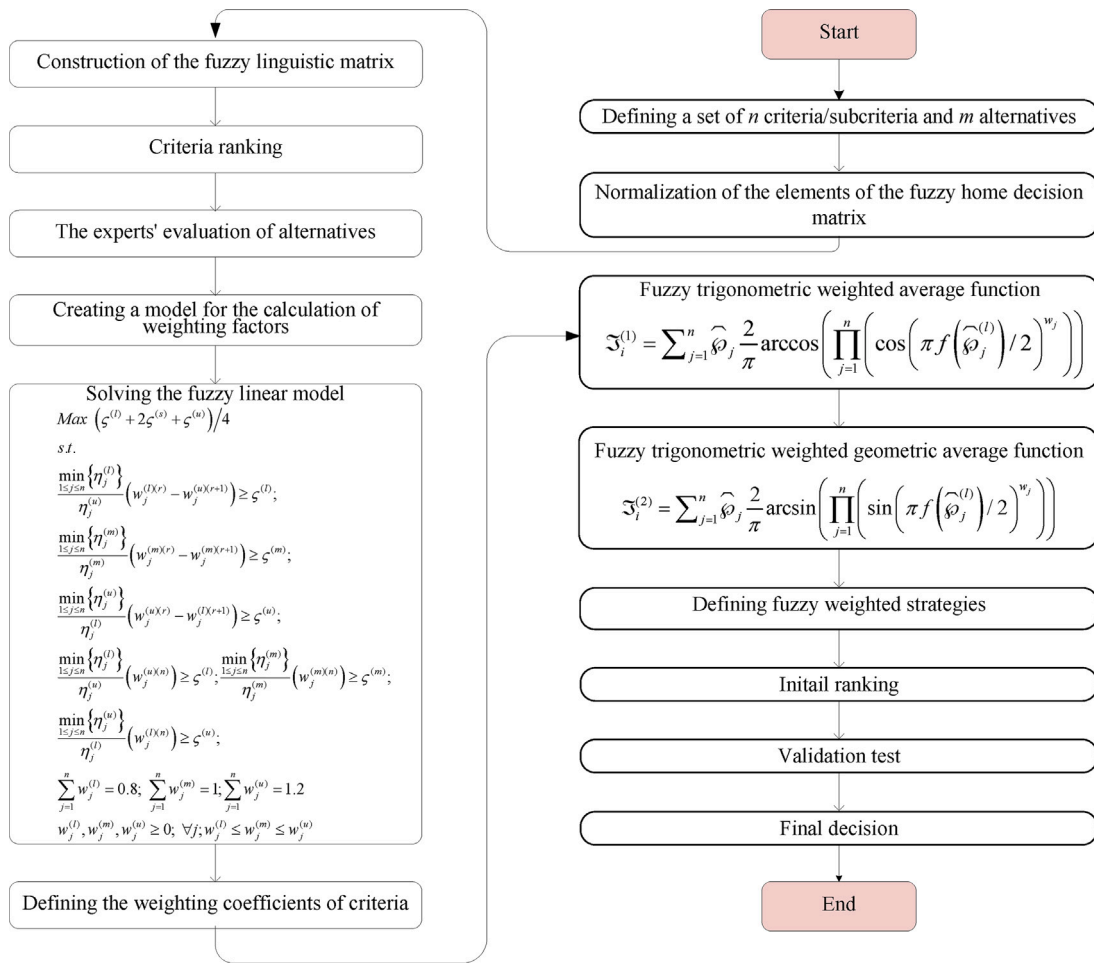 Start
Defining a set of n criteria/subcriteria and m alternatives
Normalization of the elements of the fuzzy home decision
matrix
Construction of the fuzzy linguistic matrix
Criteria ranking
The experts' evaluation of alternatives
Creating a model for the calculation of
weighting factors
Solving the fuzzy linear model
Max (ς^(l) + 2ς^(s) + ς^(u))/4
s.t.
min_{1≤j≤n}{η_j^(l)}/η_j^(u) (w_j^(l)(r) − w_j^(u)(r+1)) ≥ ς^(l);
min_{1≤j≤n}{η_j^(m)}/η_j^(m) (w_j^(m)(r) − w_j^(m)(r+1)) ≥ ς^(m);
min_{1≤j≤n}{η_j^(u)}/η_j^(l) (w_j^(u)(r) − w_j^(l)(r+1)) ≥ ς^(u);
min_{1≤j≤n}{η_j^(l)}/η_j^(u) (w_j^(u)(n)) ≥ ς^(l); min_{1≤j≤n}{η_j^(m)}/η_j^(m) (w_j^(m)(n)) ≥ ς^(m);
min_{1≤j≤n}{η_j^(u)}/η_j^(l) (w_j^(l)(n)) ≥ ς^(u);
∑_{j=1}^n w_j^(l) = 0.8; ∑_{j=1}^n w_j^(m) = 1; ∑_{j=1}^n w_j^(u) = 1.2
w_j^(l), w_j^(m), w_j^(u) ≥ 0; ∀j; w_j^(l) ≤ w_j^(m) ≤ w_j^(u)
Defining the weighting coefficients of criteria
Fuzzy trigonometric weighted average function
ℑ_i^(1) = ∑_{j=1}^n ℘̂_j 2/π arccos(∏_{j=1}^n (cos(π f(℘̂_j^(l))/2)^{w_j}))
Fuzzy trigonometric weighted geometric average function
ℑ_i^(2) = ∑_{j=1}^n ℘̂_j 2/π arcsin(∏_{j=1}^n (sin(π f(℘̂_j^(l))/2)^{w_j}))
Defining fuzzy weighted strategies
Initail ranking
Validation test
Final decision
End